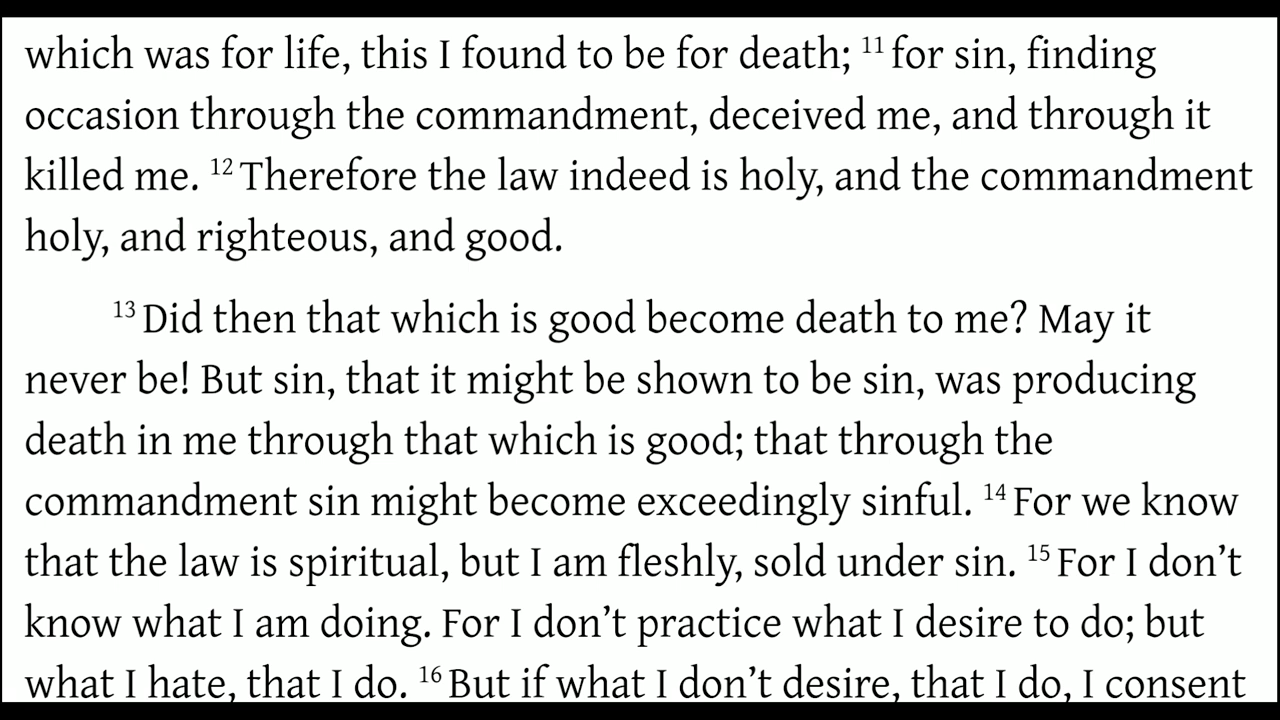 which was for life, this I found to be for death; 11 for sin, finding
occasion through the commandment, deceived me, and through it
killed me. 12 Therefore the law indeed is holy, and the commandment
holy, and righteous, and good.
13 Did then that which is good become death to me? May it
never be! But sin, that it might be shown to be sin, was producing
death in me through that which is good; that through the
commandment sin might become exceedingly sinful. 14 For we know
that the law is spiritual, but I am fleshly, sold under sin. 15 For I don’t
know what I am doing. For I don’t practice what I desire to do; but
what I hate, that I do. 16 But if what I don’t desire, that I do, I consent